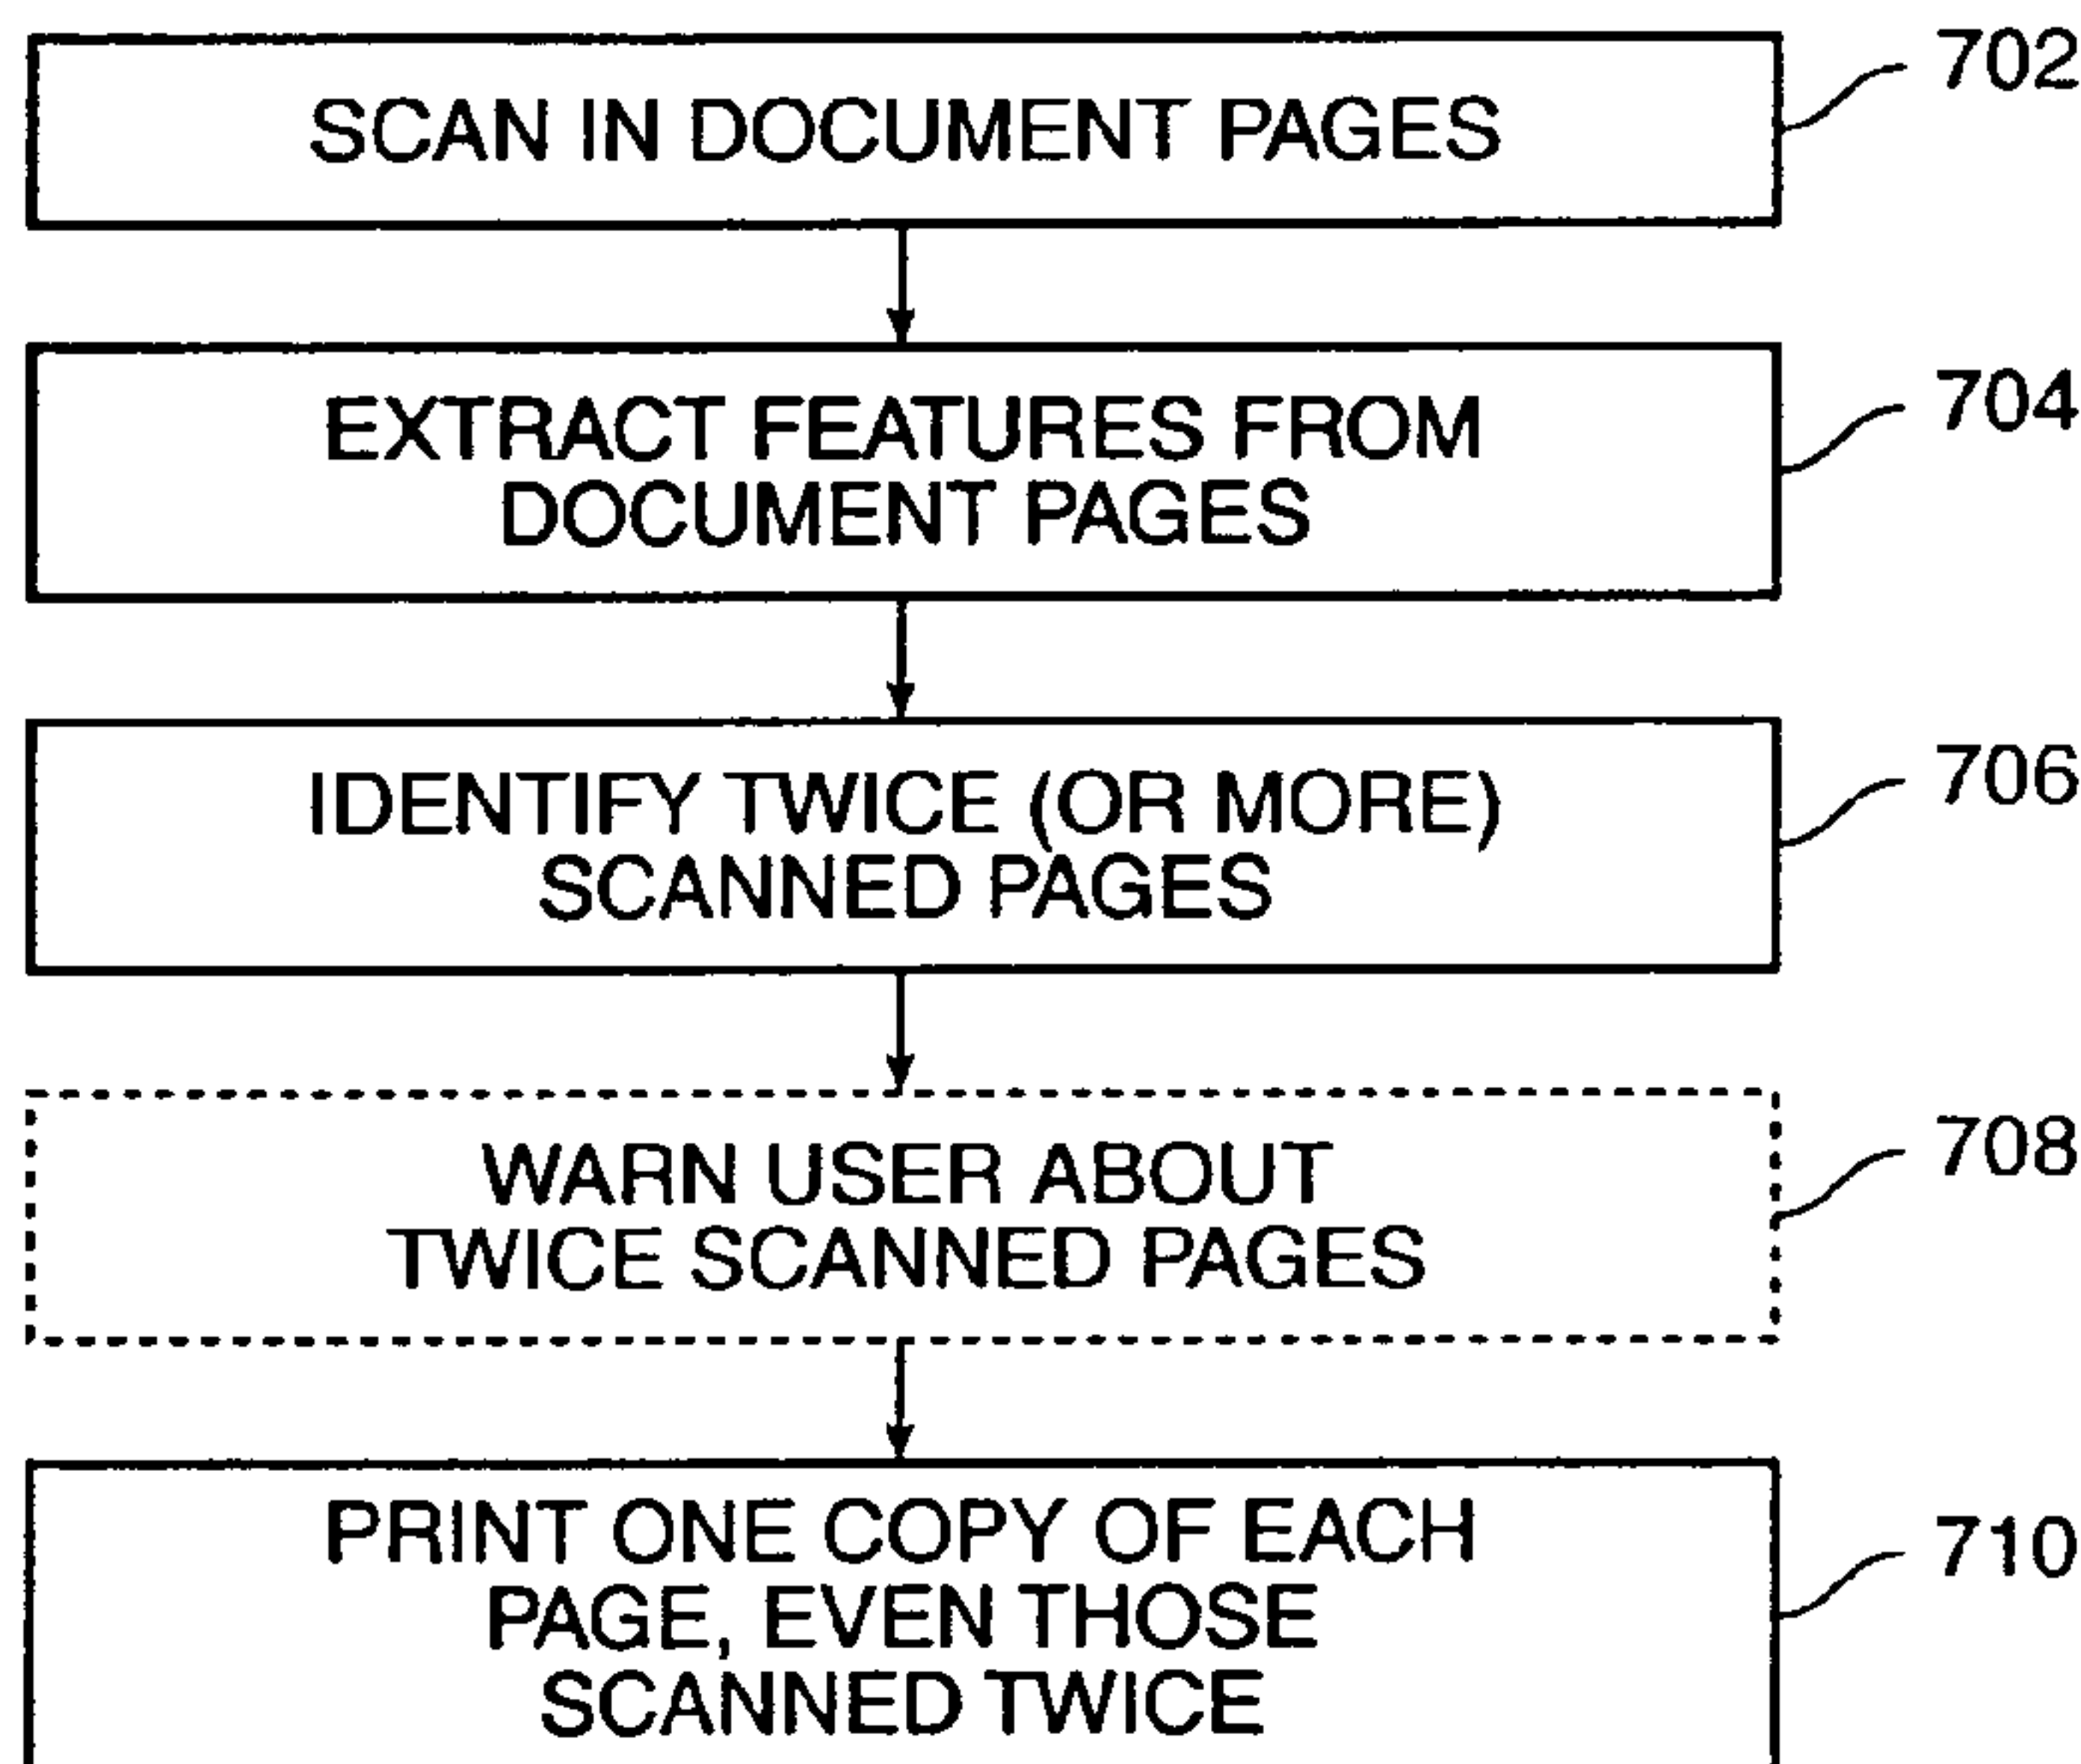 SCAN IN DOCUMENT PAGES
702
EXTRACT FEATURES FROM
DOCUMENT PAGES
704
IDENTIFY TWICE (OR MORE)
SCANNED PAGES
706
WARN USER ABOUT
TWICE SCANNED PAGES
708
PRINT ONE COPY OF EACH
PAGE, EVEN THOSE
SCANNED TWICE
710